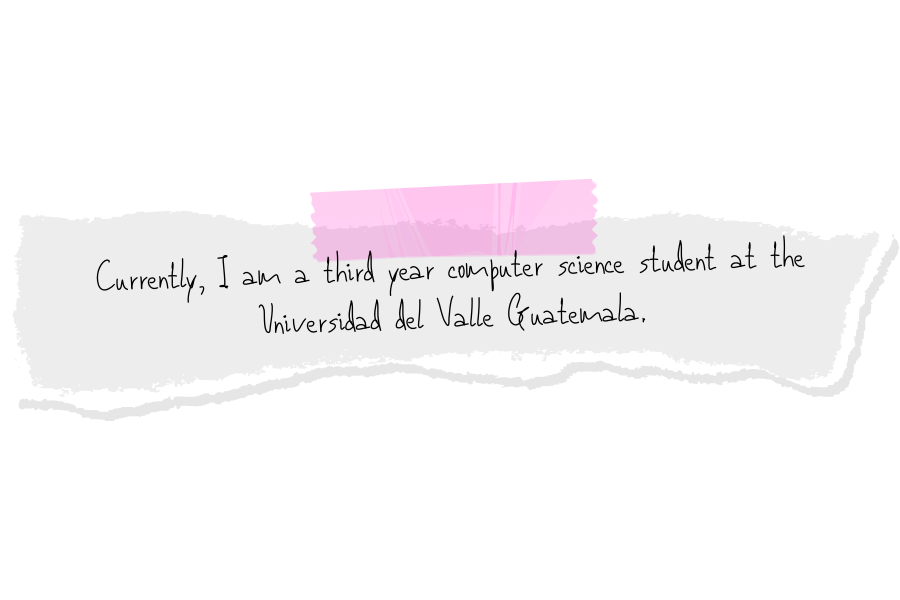 Currently, I am a third year computer science student at the
Universidad del Valle Guatemala.